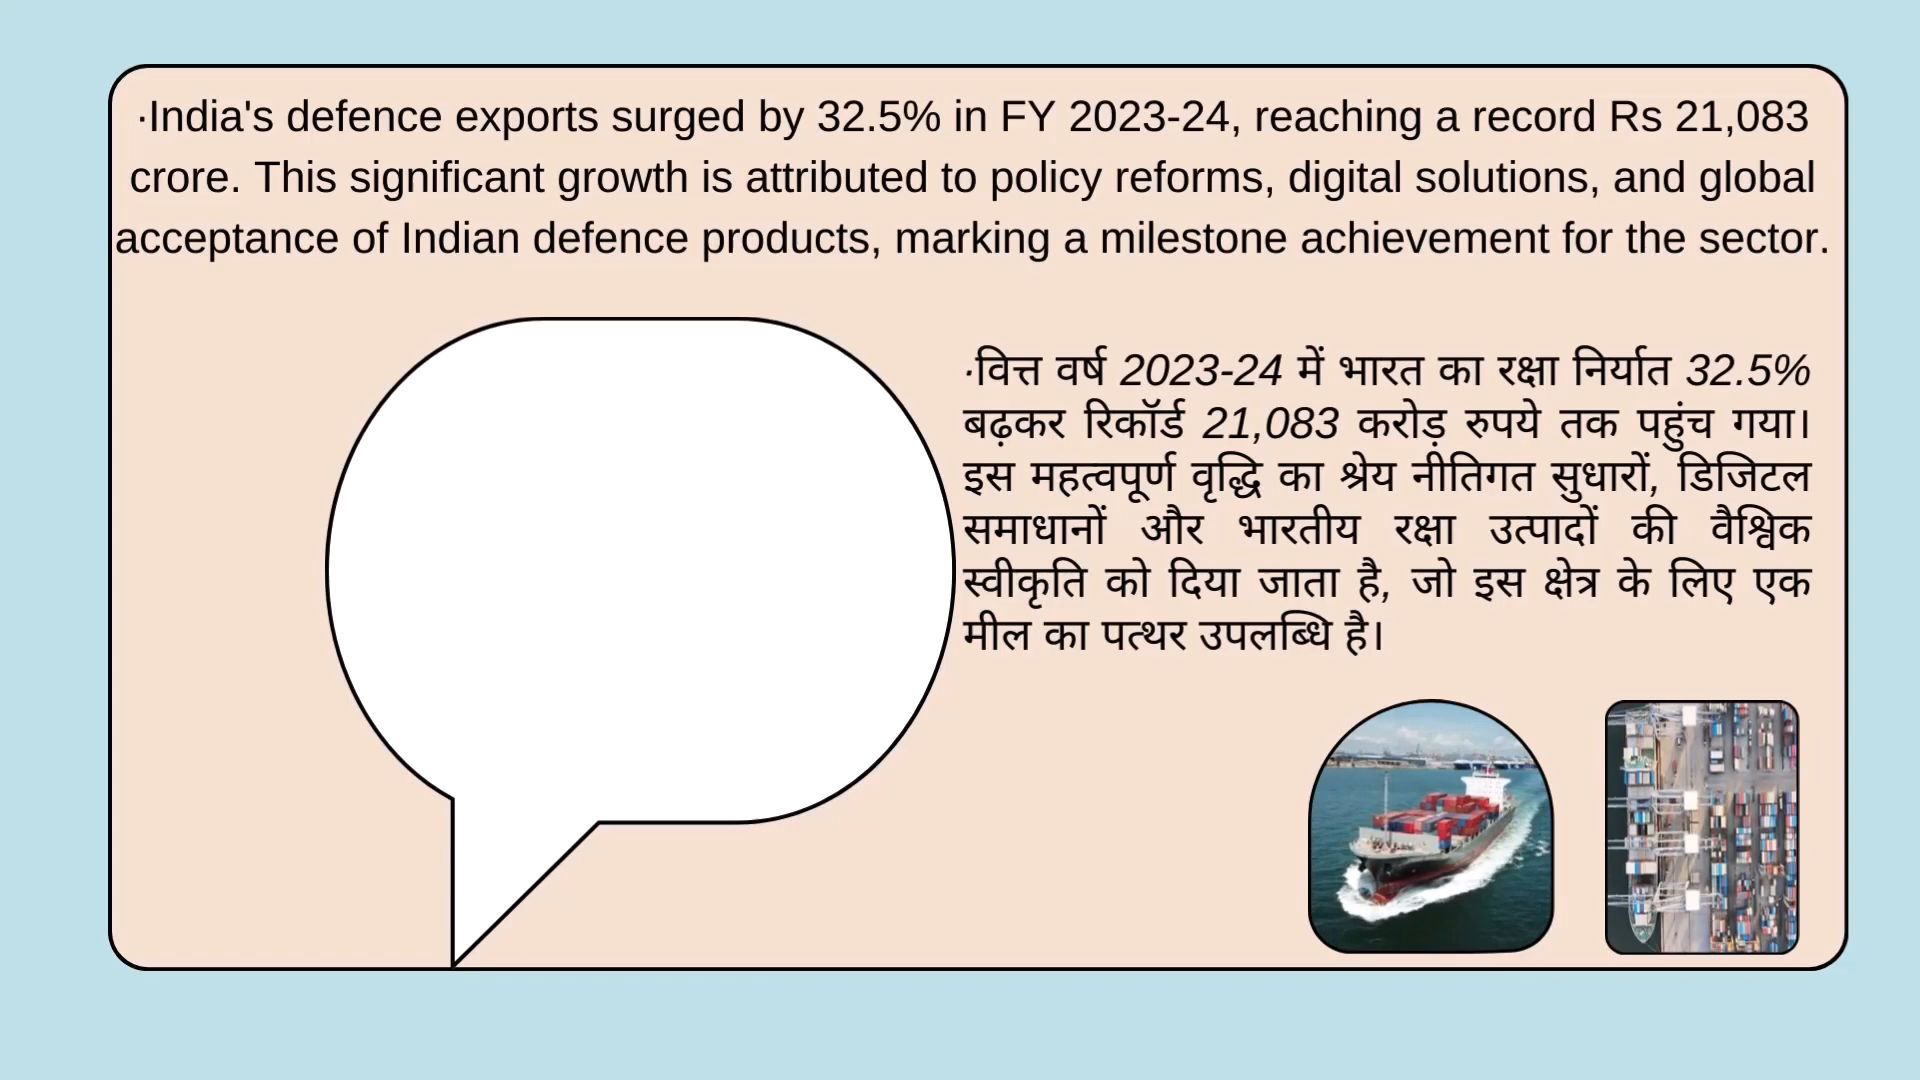 ·India's defence exports surged by 32.5% in FY 2023-24, reaching a record Rs 21,083
crore. This significant growth is attributed to policy reforms, digital solutions, and global
acceptance of Indian defence products, marking a milestone achievement for the sector.
·वित्त वर्ष 2023-24 में भारत का रक्षा निर्यात 32.5%
बढ़कर रिकॉर्ड 21,083 करोड़ रुपये तक पहुंच गया।
इस महत्वपूर्ण वृद्धि का श्रेय नीतिगत सुधारों, डिजिटल
समाधानों और भारतीय रक्षा उत्पादों की वैश्विक
स्वीकृति को दिया जाता है, जो इस क्षेत्र के लिए एक
मील का पत्थर उपलब्धि है।